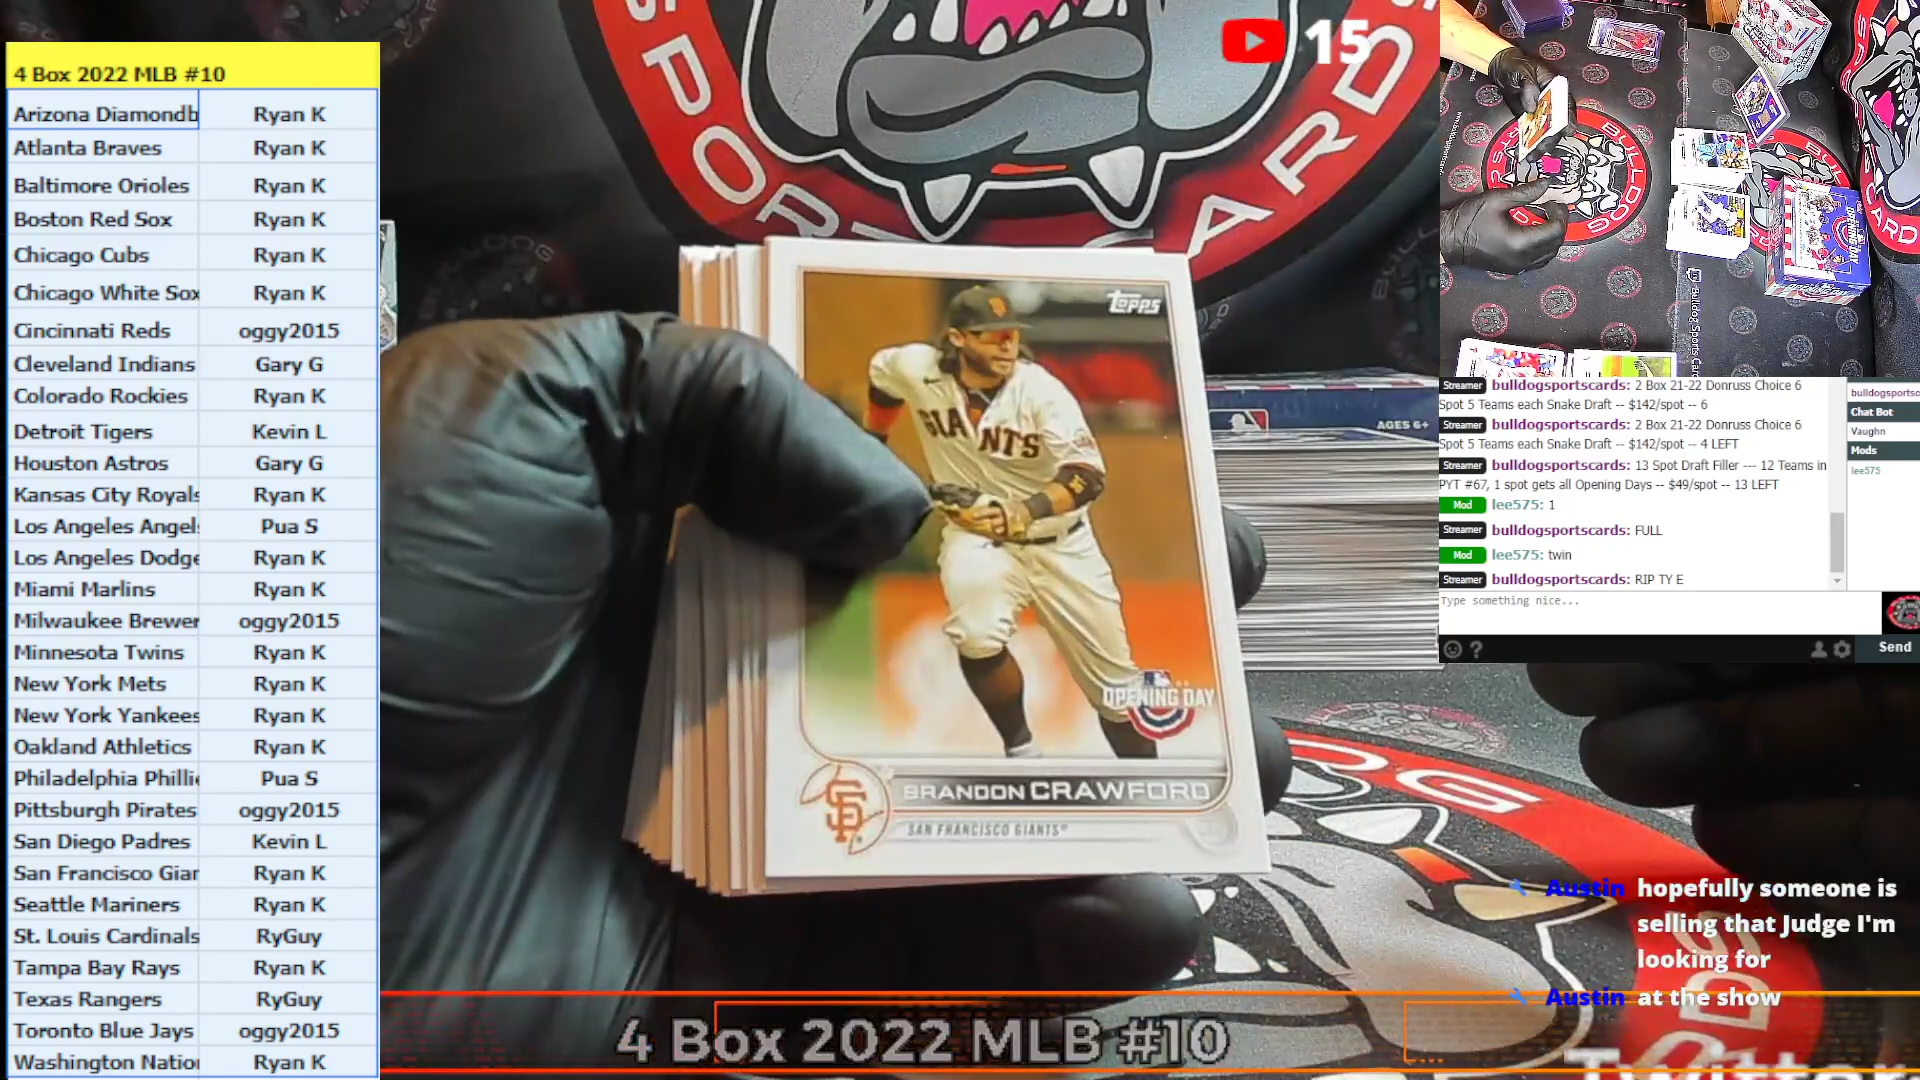 4 Box 2022 MLB #10
Arizona Diamondb Ryan K
Atlanta Braves Ryan K
Baltimore Orioles Ryan K
Boston Red Sox Ryan K
Chicago Cubs Ryan K
Chicago White Sox Ryan K
Cincinnati Reds oggy2015
Cleveland Indians Gary G
Colorado Rockies Ryan K
Detroit Tigers Kevin L
Houston Astros Gary G
Kansas City Royals Ryan K
Los Angeles Angel Pua S
Los Angeles Dodge Ryan K
Miami Marlins Ryan K
Milwaukee Brewer oggy2015
Minnesota Twins Ryan K
New York Mets Ryan K
New York Yankees Ryan K
Oakland Athletics Ryan K
Philadelphia Phillie Pua S
Pittsburgh Pirates oggy2015
San Diego Padres Kevin L
San Francisco Gian Ryan K
Seattle Mariners Ryan K
St. Louis Cardinals RyGuy
Tampa Bay Rays Ryan K
Texas Rangers RyGuy
Toronto Blue Jays oggy2015
Washington Nation Ryan K
15
SPORTS CARDS
Topps
GIANTS
OPENING DAY
BRANDON CRAWFORD
SAN FRANCISCO GIANTS
SF
AGES 6+
BULLDOG
Streamer bulldogsportscards: 2 Box 21-22 Donruss Choice 6
Spot 5 Teams each Snake Draft -- $142/spot -- 6
Streamer bulldogsportscards: 2 Box 21-22 Donruss Choice 6
Spot 5 Teams each Snake Draft -- $142/spot -- 4 LEFT
Streamer bulldogsportscards: 13 Spot Draft Filler --- 12 Teams in
PYT #67, 1 spot gets all Opening Days -- $49/spot -- 13 LEFT
Mod lee575: 1
Streamer bulldogsportscards: FULL
Mod lee575: twin
Streamer bulldogsportscards: RIP TY E
Type something nice...
Send
bulldogsportsc
Chat Bot
Vaughn
Mods
lee575
Austin hopefully someone is
selling that Judge I'm
looking for
Austin at the show
4 Box 2022 MLB #10
Twitter